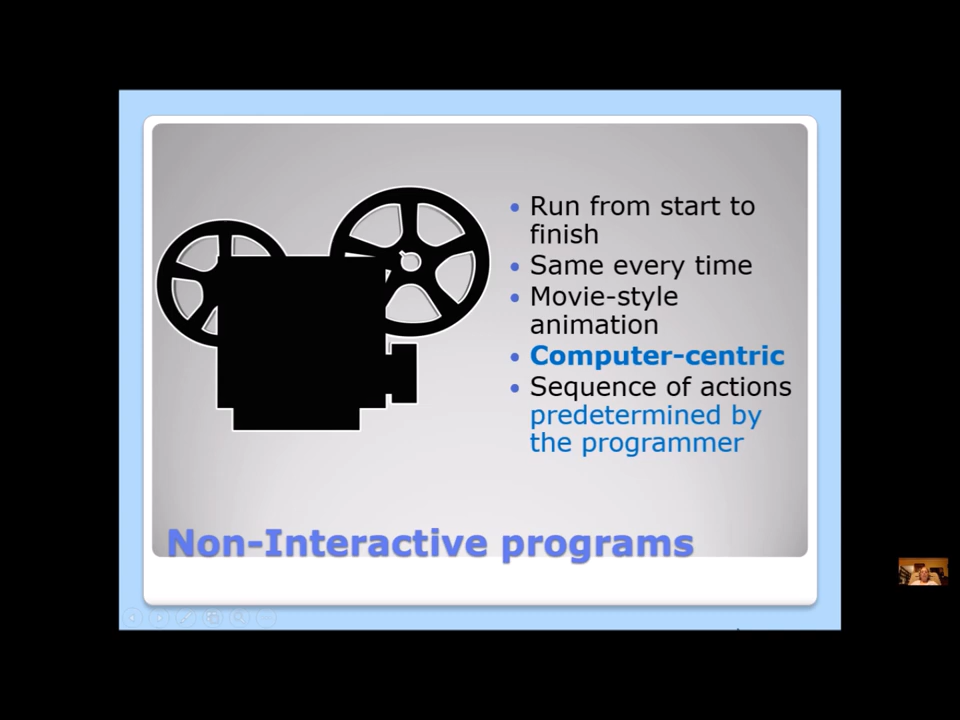 Run from start to
finish
Same every time
Movie-style
animation
Computer-centric
Sequence of actions
predetermined by
the programmer
Non-Interactive programs